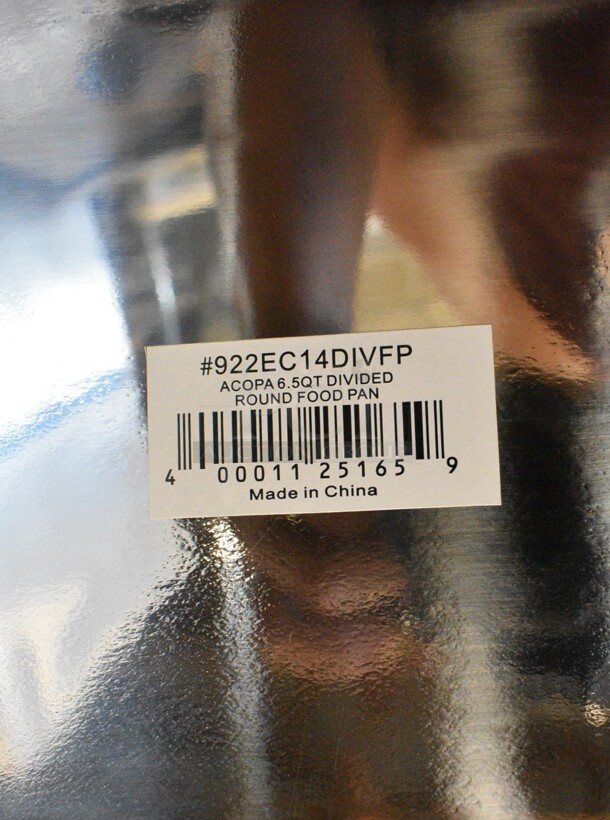 #922EC14DIVFP
ACOPA 6.5QT DIVIDED
ROUND FOOD PAN
4 00011 25165 9
Made in China